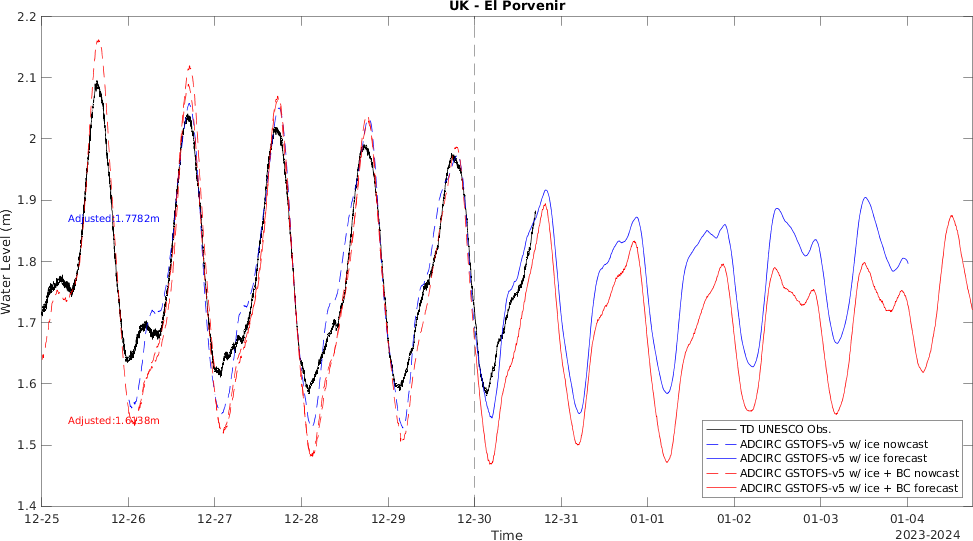 UK - El Porvenir
2.2
2.1
2
1.9
1.8
1.7
1.6
1.5
1.4
Water Level (m)
Adjusted:1.7782m
TD UNESCO Obs.
ADCIRC GSTOFS-v5 w/ ice nowcast
ADCIRC GSTOFS-v5 w/ ice forecast
ADCIRC GSTOFS-v5 w/ ice + BC nowcast
ADCIRC GSTOFS-v5 w/ ice + BC forecast
12-25 12-26 12-27 12-28 12-29 12-30 12-31 01-01 01-02 01-03 01-04
Time
2023-2024